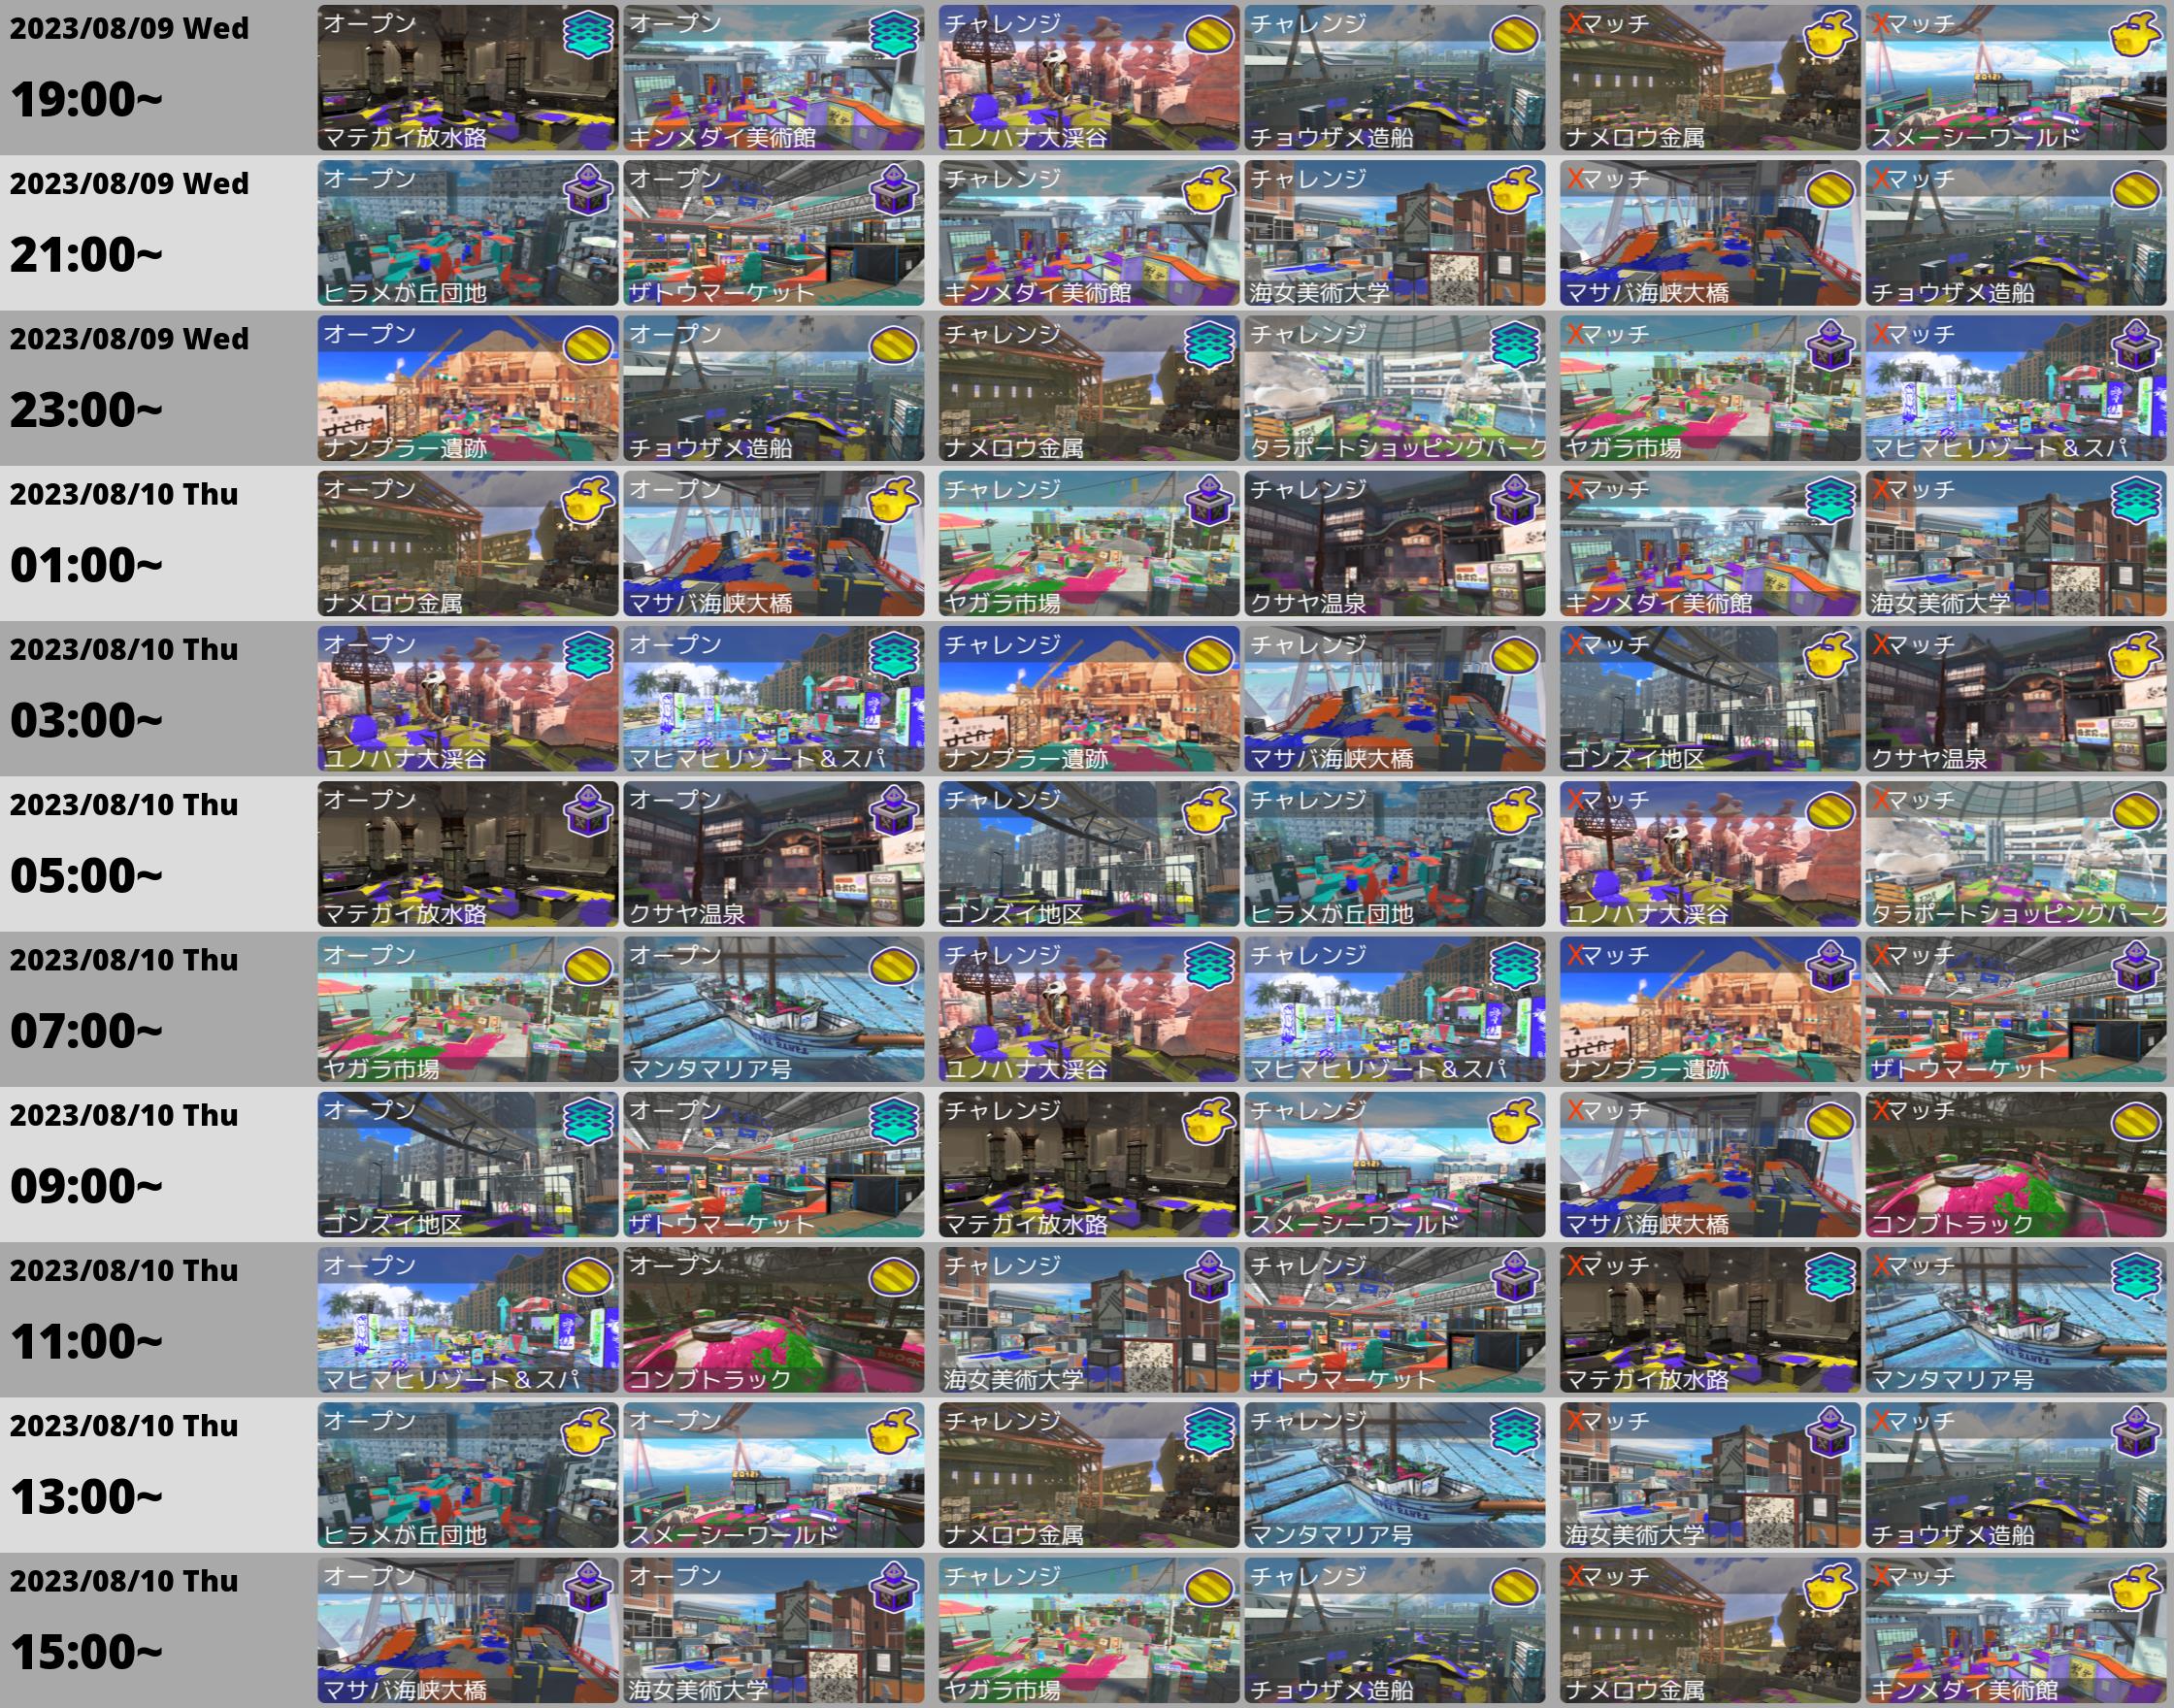 2023/08/09 Wed
19:00~
オープン
マテガイ放水路
オープン
キンメダイ美術館
チャレンジ
ユノハナ大渓谷
チャレンジ
チョウザメ造船
Xマッチ
ナメロウ金属
Xマッチ
スメーシーワールド
2023/08/09 Wed
21:00~
オープン
ヒラメが丘団地
オープン
ザトウマーケット
チャレンジ
キンメダイ美術館
チャレンジ
海女美術大学
Xマッチ
マサバ海峡大橋
Xマッチ
チョウザメ造船
2023/08/09 Wed
23:00~
オープン
ナンプラー遺跡
オープン
チョウザメ造船
チャレンジ
ナメロウ金属
チャレンジ
タラポートショッピングパーク
Xマッチ
ヤガラ市場
Xマッチ
マヒマヒリゾート＆スパ
2023/08/10 Thu
01:00~
オープン
ナメロウ金属
オープン
マサバ海峡大橋
チャレンジ
ヤガラ市場
チャレンジ
クサヤ温泉
Xマッチ
キンメダイ美術館
Xマッチ
海女美術大学
2023/08/10 Thu
03:00~
オープン
ユノハナ大渓谷
オープン
マヒマヒリゾート＆スパ
チャレンジ
ナンプラー遺跡
チャレンジ
マサバ海峡大橋
Xマッチ
ゴンズイ地区
Xマッチ
クサヤ温泉
2023/08/10 Thu
05:00~
オープン
マテガイ放水路
オープン
クサヤ温泉
チャレンジ
ゴンズイ地区
チャレンジ
ヒラメが丘団地
Xマッチ
ユノハナ大渓谷
Xマッチ
タラポートショッピングパーク
2023/08/10 Thu
07:00~
オープン
ヤガラ市場
オープン
マンタマリア号
チャレンジ
ユノハナ大渓谷
チャレンジ
マヒマヒリゾート＆スパ
Xマッチ
ナンプラー遺跡
Xマッチ
ザトウマーケット
2023/08/10 Thu
09:00~
オープン
ゴンズイ地区
オープン
ザトウマーケット
チャレンジ
マテガイ放水路
チャレンジ
スメーシーワールド
Xマッチ
マサバ海峡大橋
Xマッチ
コンブトラック
2023/08/10 Thu
11:00~
オープン
マヒマヒリゾート＆スパ
オープン
コンブトラック
チャレンジ
海女美術大学
チャレンジ
ザトウマーケット
Xマッチ
マテガイ放水路
Xマッチ
マンタマリア号
2023/08/10 Thu
13:00~
オープン
ヒラメが丘団地
オープン
スメーシーワールド
チャレンジ
ナメロウ金属
チャレンジ
マンタマリア号
Xマッチ
海女美術大学
Xマッチ
チョウザメ造船
2023/08/10 Thu
15:00~
オープン
マサバ海峡大橋
オープン
海女美術大学
チャレンジ
ヤガラ市場
チャレンジ
チョウザメ造船
Xマッチ
ナメロウ金属
Xマッチ
キンメダイ美術館